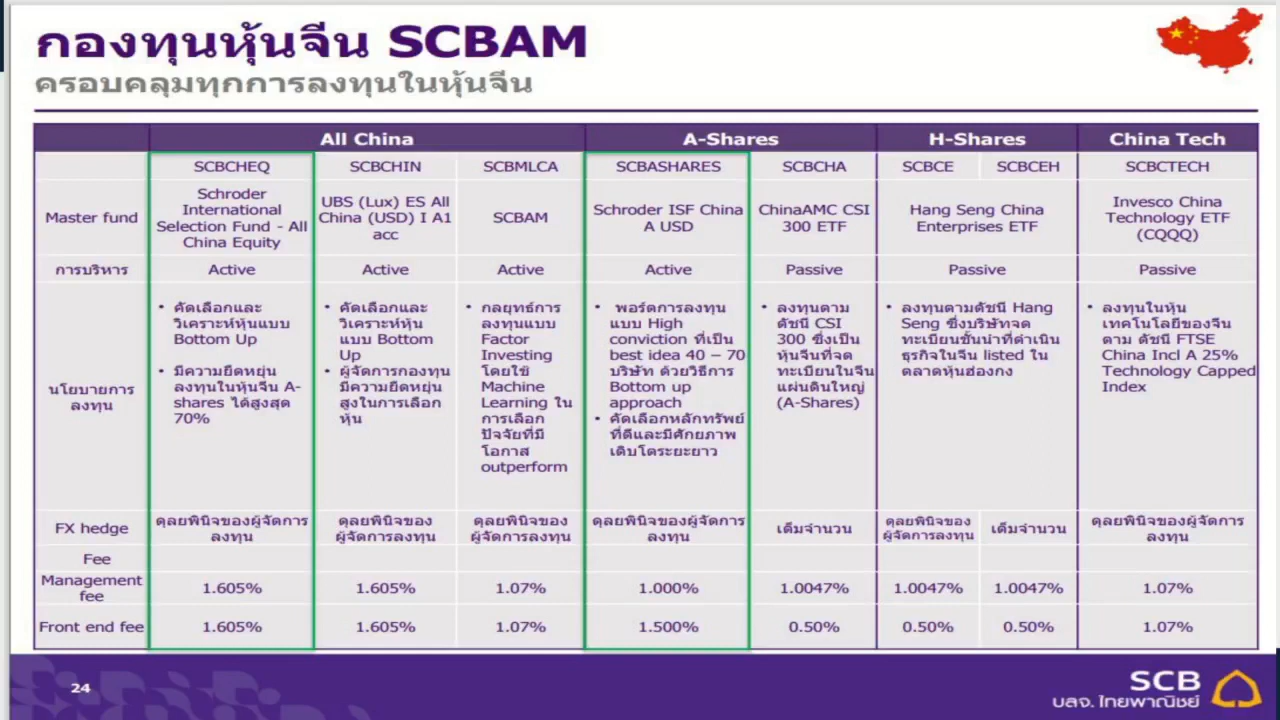 กองทุนหุ้นจีน SCBAM
ครอบคลุมทุกการลงทุนในหุ้นจีน
All China
A-Shares
H-Shares
China Tech
SCBCHEQ
SCBCHIN
SCBMLCA
SCBASHARES
SCBCHA
SCBCE
SCBCEH
SCBCTECH
Master fund
Schroder
International
Selection Fund - All
China Equity
UBS (Lux) ES All
China (USD) I A1
acc
SCBAM
Schroder ISF China
A USD
ChinaAMC CSI
300 ETF
Hang Seng China
Enterprises ETF
Invesco China
Technology ETF
(CQQQ)
การบริหาร
Active
Active
Active
Active
Passive
Passive
Passive
นโยบายการ
ลงทุน
• คัดเลือกและ
วิเคราะห์หุ้นแบบ
Bottom Up
• มีความยืดหยุ่น
ลงทุนในหุ้นจีน A-
shares ได้สูงสุด
70%
• คัดเลือกและ
วิเคราะห์หุ้น
แบบ Bottom
Up
• ผู้จัดการกองทุน
มีความยืดหยุ่น
สูงในการเลือก
หุ้น
• กลยุทธ์การ
ลงทุนแบบ
Factor
Investing
โดยใช้
Machine
Learning ใน
การเลือก
ปัจจัยที่มี
โอกาส
outperform
• พอร์ตการลงทุน
แบบ High
conviction ที่เป็น
best idea 40 – 70
บริษัท ด้วยวิธีการ
Bottom up
approach
• คัดเลือกหลักทรัพย์
ที่ดีและมีศักยภาพ
เติบโตระยะยาว
• ลงทุนตาม
ดัชนี CSI
300 ซึ่งเป็น
หุ้นจีนที่จด
ทะเบียนในจีน
แผ่นดินใหญ่
(A-Shares)
• ลงทุนตามดัชนี Hang
Seng ซึ่งบริษัทจด
ทะเบียนชั้นนำที่ดำเนิน
ธุรกิจในจีน listed ใน
ตลาดหุ้นฮ่องกง
• ลงทุนในหุ้น
เทคโนโลยีของจีน
ตาม ดัชนี FTSE
China Incl A 25%
Technology Capped
Index
FX hedge
ดุลยพินิจของผู้จัดการ
ลงทุน
ดุลยพินิจของ
ผู้จัดการลงทุน
ดุลยพินิจของ
ผู้จัดการลงทุน
ดุลยพินิจของผู้จัดการ
ลงทุน
เต็มจำนวน
ดุลยพินิจของ
ผู้จัดการลงทุน
เต็มจำนวน
ดุลยพินิจของผู้จัดการ
ลงทุน
Fee
Management
fee
1.605%
1.605%
1.07%
1.000%
1.0047%
1.0047%
1.0047%
1.07%
Front end fee
1.605%
1.605%
1.07%
1.500%
0.50%
0.50%
0.50%
1.07%
24
SCB
บลจ. ไทยพาณิชย์